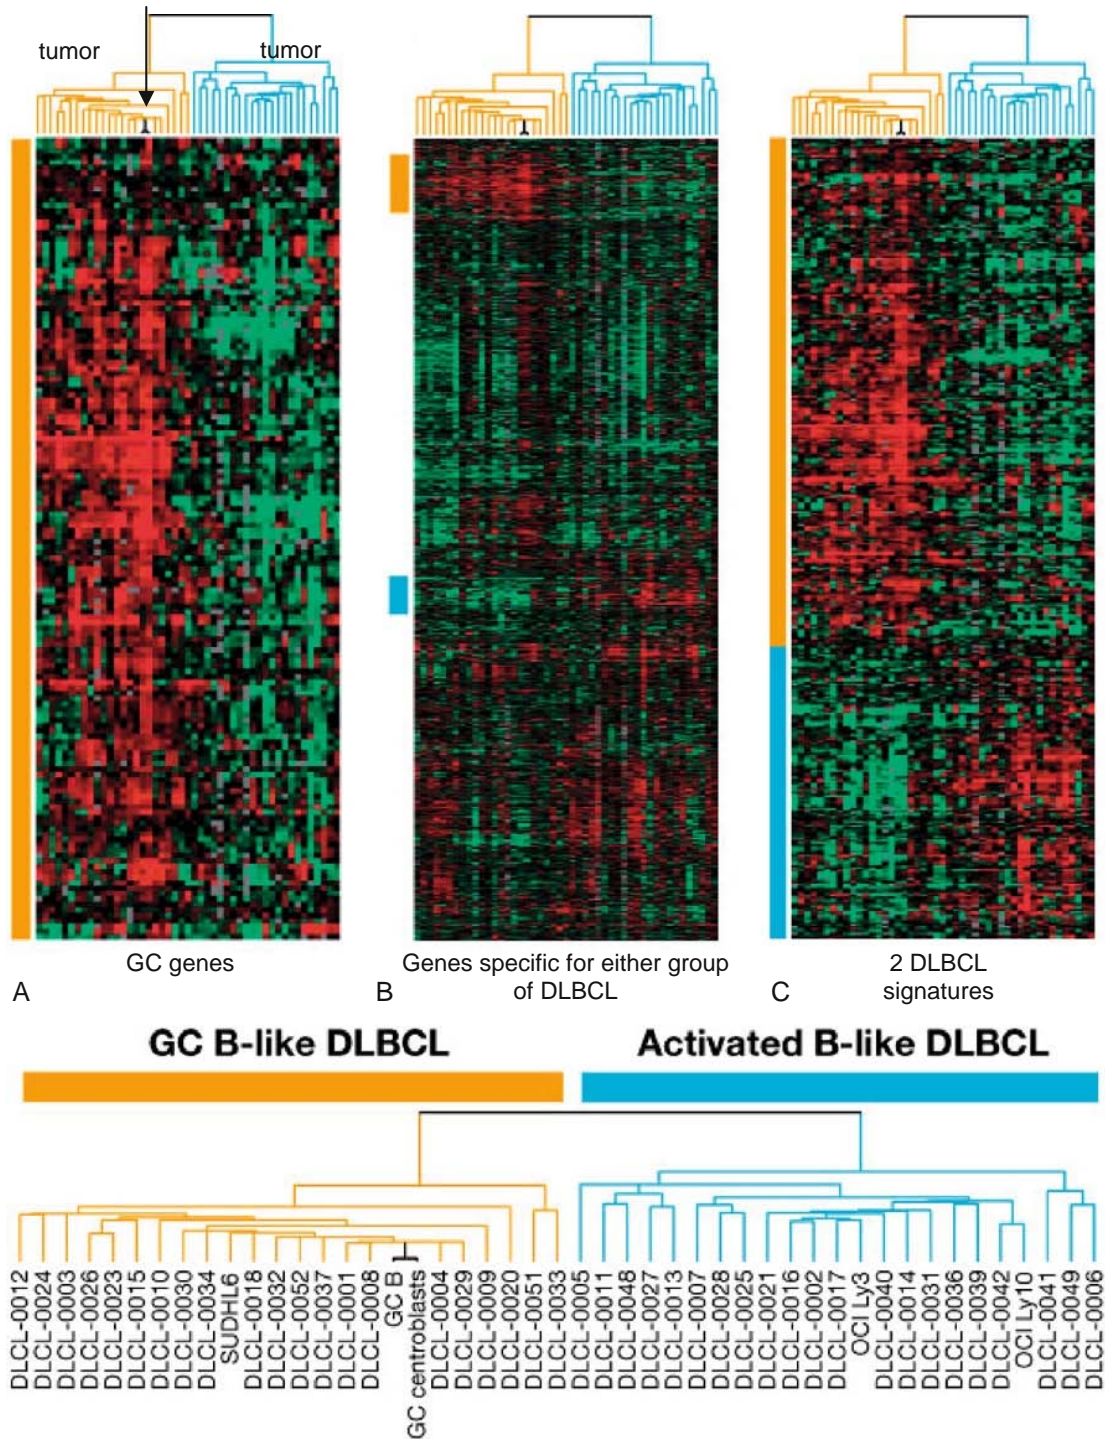 tumor
tumor
GC genes
Genes specific for either group
of DLBCL
2 DLBCL
signatures
A
B
C
GC B-like DLBCL
Activated B-like DLBCL
DLCL-0012
DLCL-0024
DLCL-0003
DLCL-0026
DLCL-0023
DLCL-0015
DLCL-0010
DLCL-0030
DLCL-0034
SUDHL6
DLCL-0018
DLCL-0032
DLCL-0052
DLCL-0037
DLCL-0001
DLCL-0008
GC B
GC centroblasts
DLCL-0004
DLCL-0029
DLCL-0009
DLCL-0020
DLCL-0051
DLCL-0033
DLCL-0005
DLCL-0011
DLCL-0048
DLCL-0027
DLCL-0013
DLCL-0007
DLCL-0028
DLCL-0025
DLCL-0021
DLCL-0016
DLCL-0002
DLCL-0017
OCI Ly3
DLCL-0040
DLCL-0014
DLCL-0031
DLCL-0036
DLCL-0039
DLCL-0042
OCI Ly10
DLCL-0041
DLCL-0049
DLCL-0006